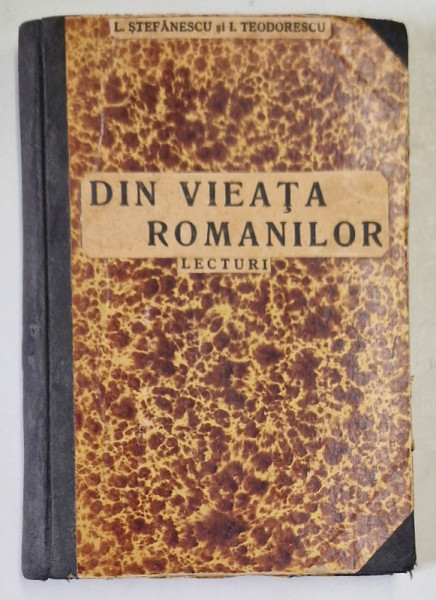 L. ŞTEFĂNESCU şi I. TEODORESCU
DIN VIEAŢA
ROMANILOR
LECTURI